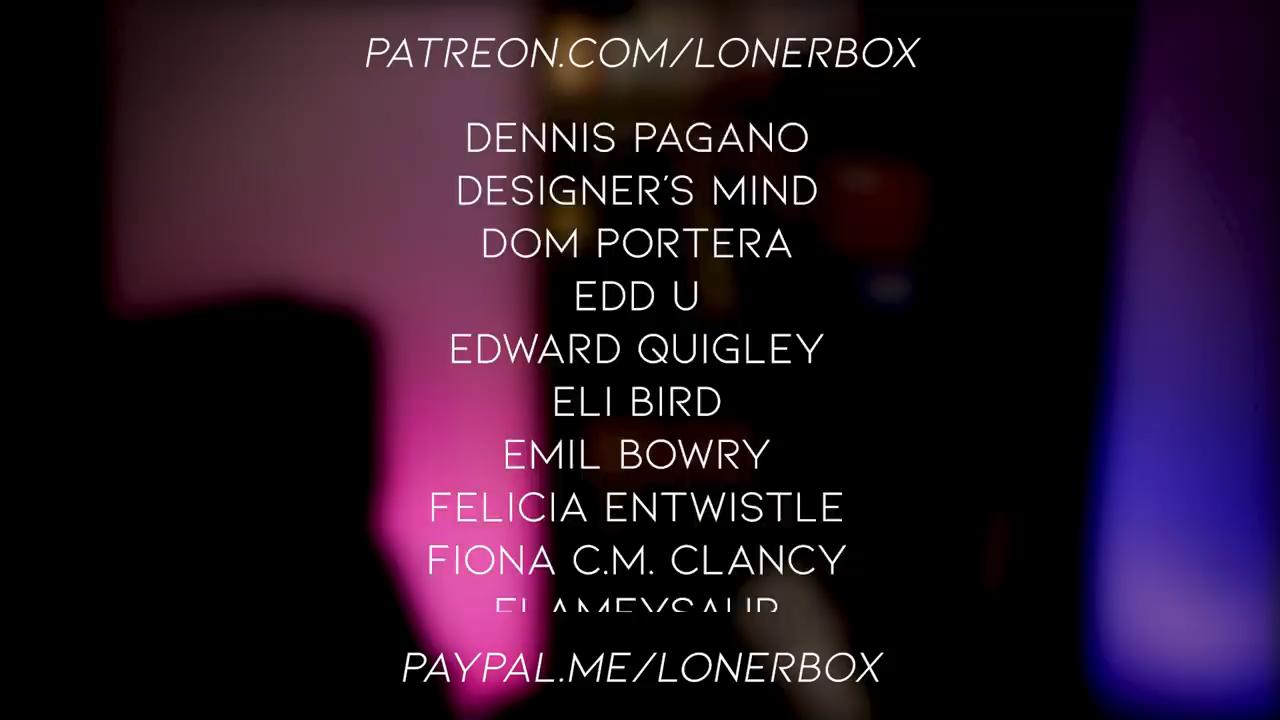 PATREON.COM/LONERBOX
DENNIS PAGANO
DESIGNER'S MIND
DOM PORTERA
EDD U
EDWARD QUIGLEY
ELI BIRD
EMIL BOWRY
FELICIA ENTWISTLE
FIONA C.M. CLANCY
FLAMEYSAUR
PAYPAL.ME/LONERBOX